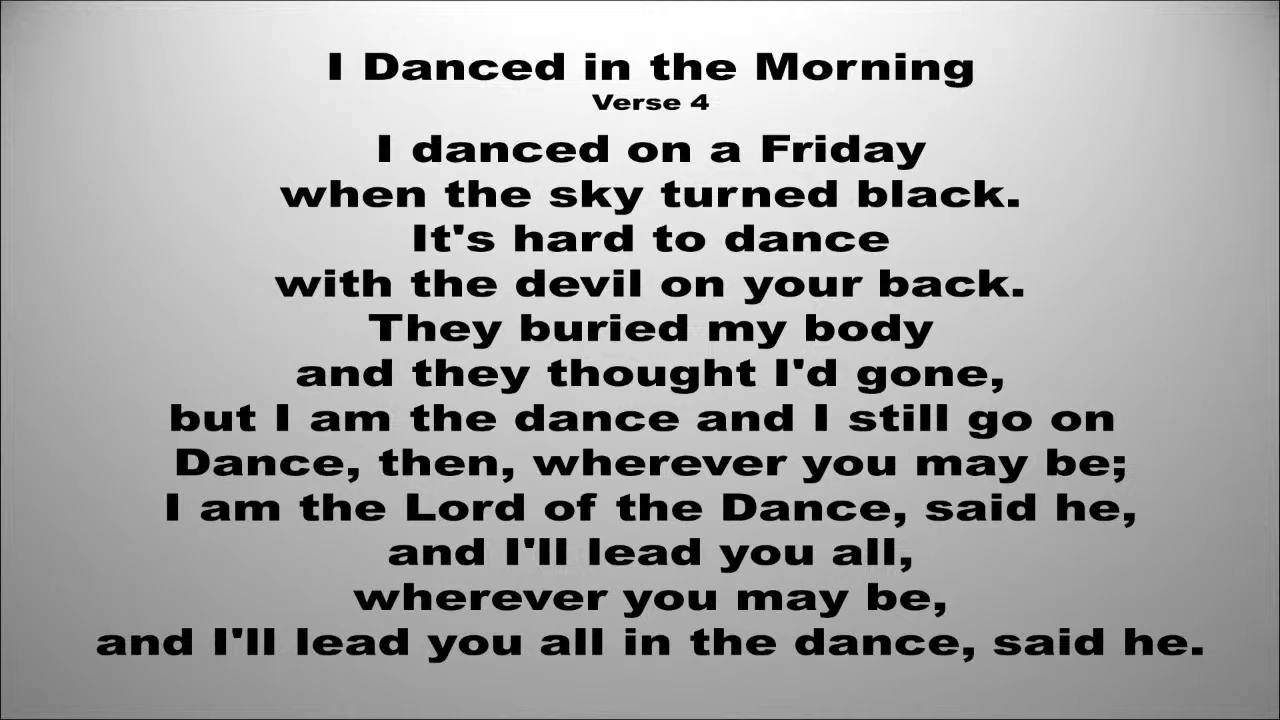 I Danced in the Morning
Verse 4
I danced on a Friday
when the sky turned black.
It's hard to dance
with the devil on your back.
They buried my body
and they thought I'd gone,
but I am the dance and I still go on
Dance, then, wherever you may be;
I am the Lord of the Dance, said he,
and I'll lead you all,
wherever you may be,
and I'll lead you all in the dance, said he.